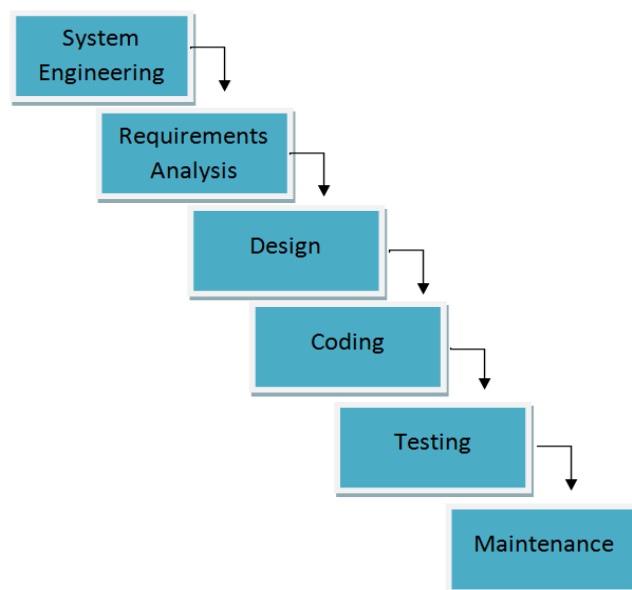 System
Engineering
Requirements
Analysis
Design
Coding
Testing
Maintenance